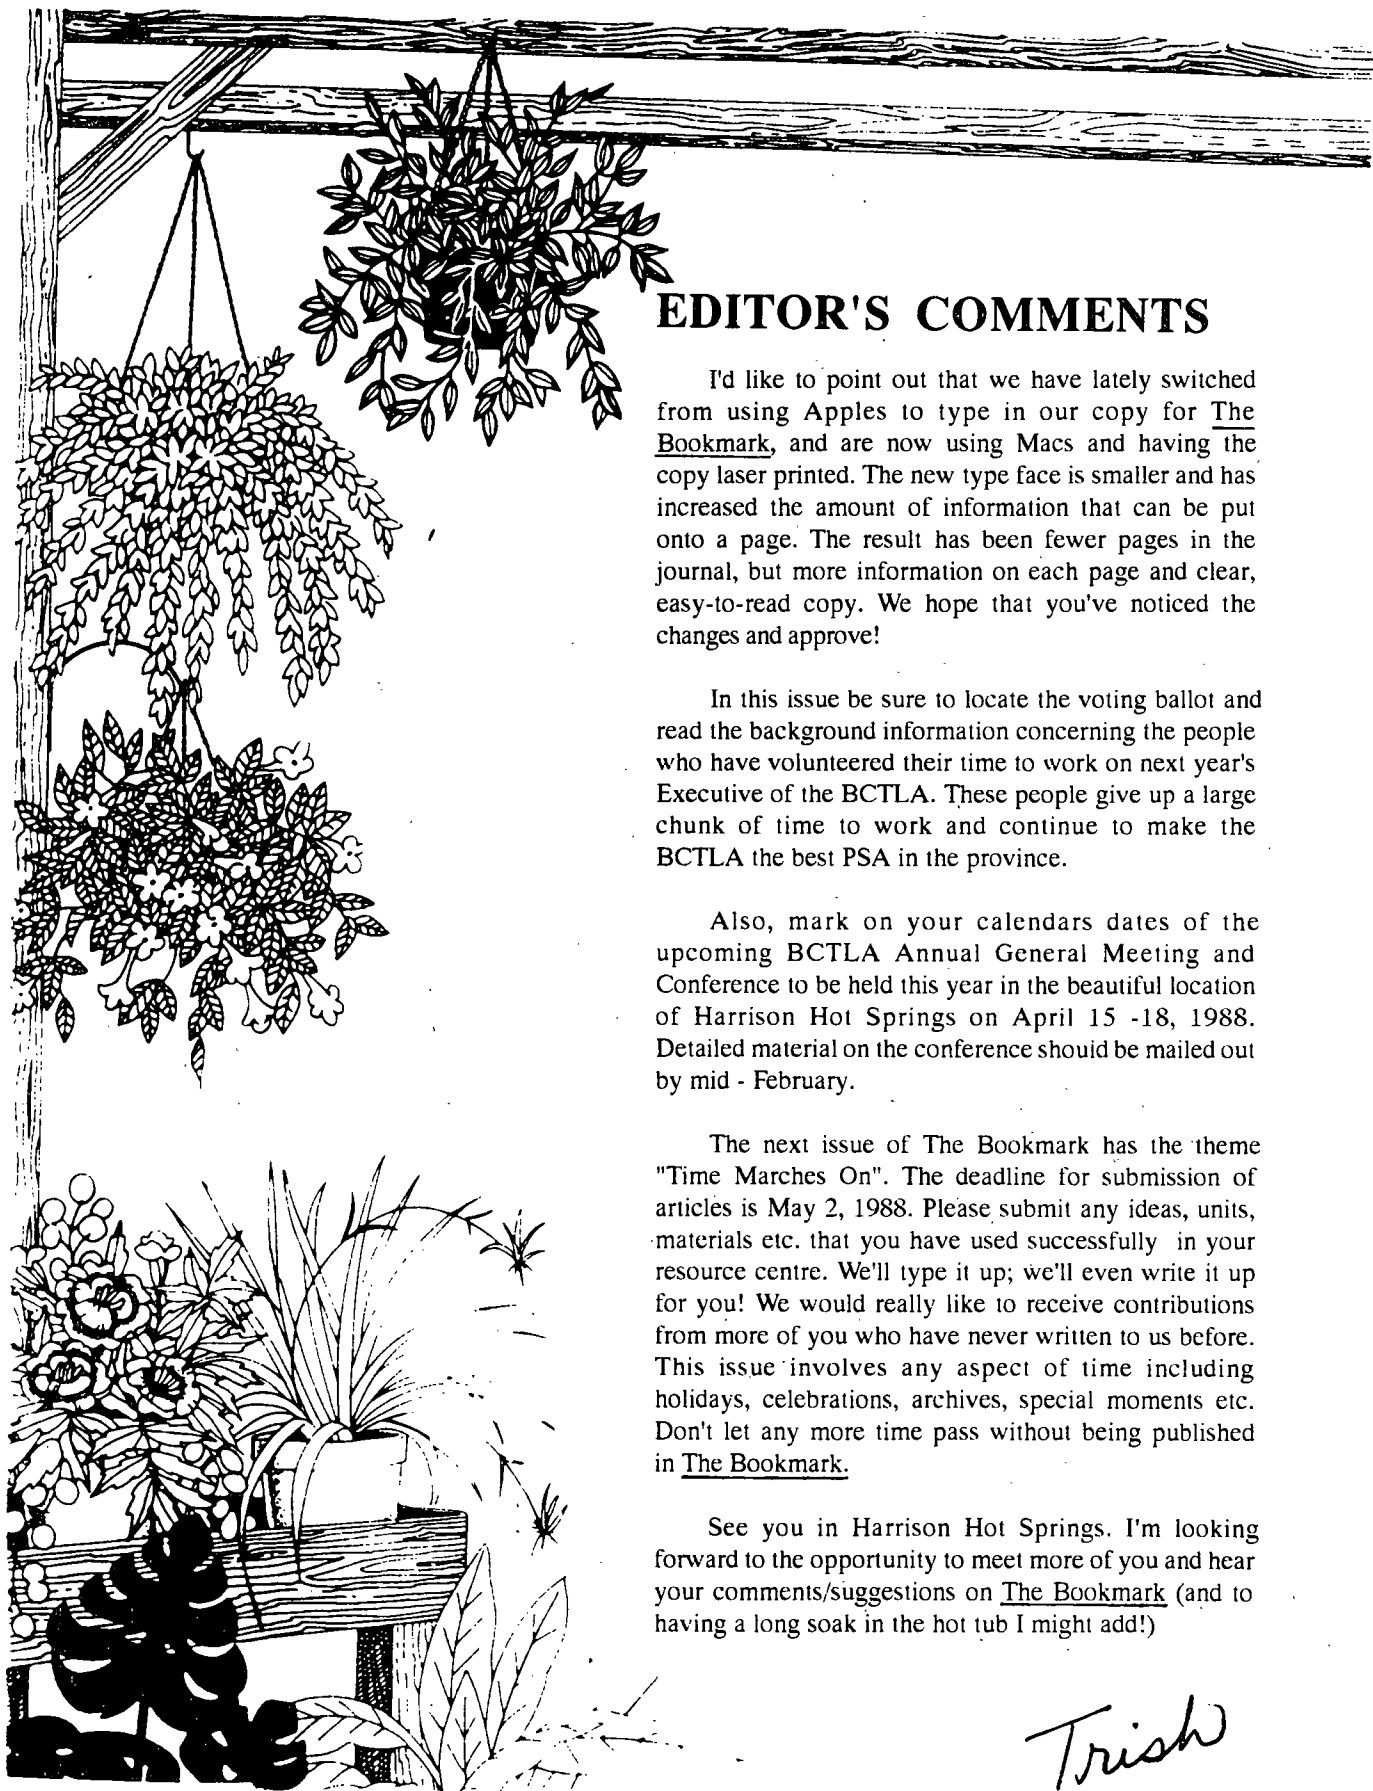 EDITOR'S COMMENTS
I'd like to point out that we have lately switched
from using Apples to type in our copy for The
Bookmark, and are now using Macs and having the
copy laser printed. The new type face is smaller and has
increased the amount of information that can be put
onto a page. The result has been fewer pages in the
journal, but more information on each page and clear,
easy-to-read copy. We hope that you've noticed the
changes and approve!
In this issue be sure to locate the voting ballot and
read the background information concerning the people
who have volunteered their time to work on next year's
Executive of the BCTLA. These people give up a large
chunk of time to work and continue to make the
BCTLA the best PSA in the province.
Also, mark on your calendars dates of the
upcoming BCTLA Annual General Meeting and
Conference to be held this year in the beautiful location
of Harrison Hot Springs on April 15 -18, 1988.
Detailed material on the conference should be mailed out
by mid - February.
The next issue of The Bookmark has the theme
"Time Marches On". The deadline for submission of
articles is May 2, 1988. Please submit any ideas, units,
materials etc. that you have used successfully in your
resource centre. We'll type it up; we'll even write it up
for you! We would really like to receive contributions
from more of you who have never written to us before.
This issue involves any aspect of time including
holidays, celebrations, archives, special moments etc.
Don't let any more time pass without being published
in The Bookmark.
See you in Harrison Hot Springs. I'm looking
forward to the opportunity to meet more of you and hear
your comments/suggestions on The Bookmark (and to
having a long soak in the hot tub I might add!)
Trish